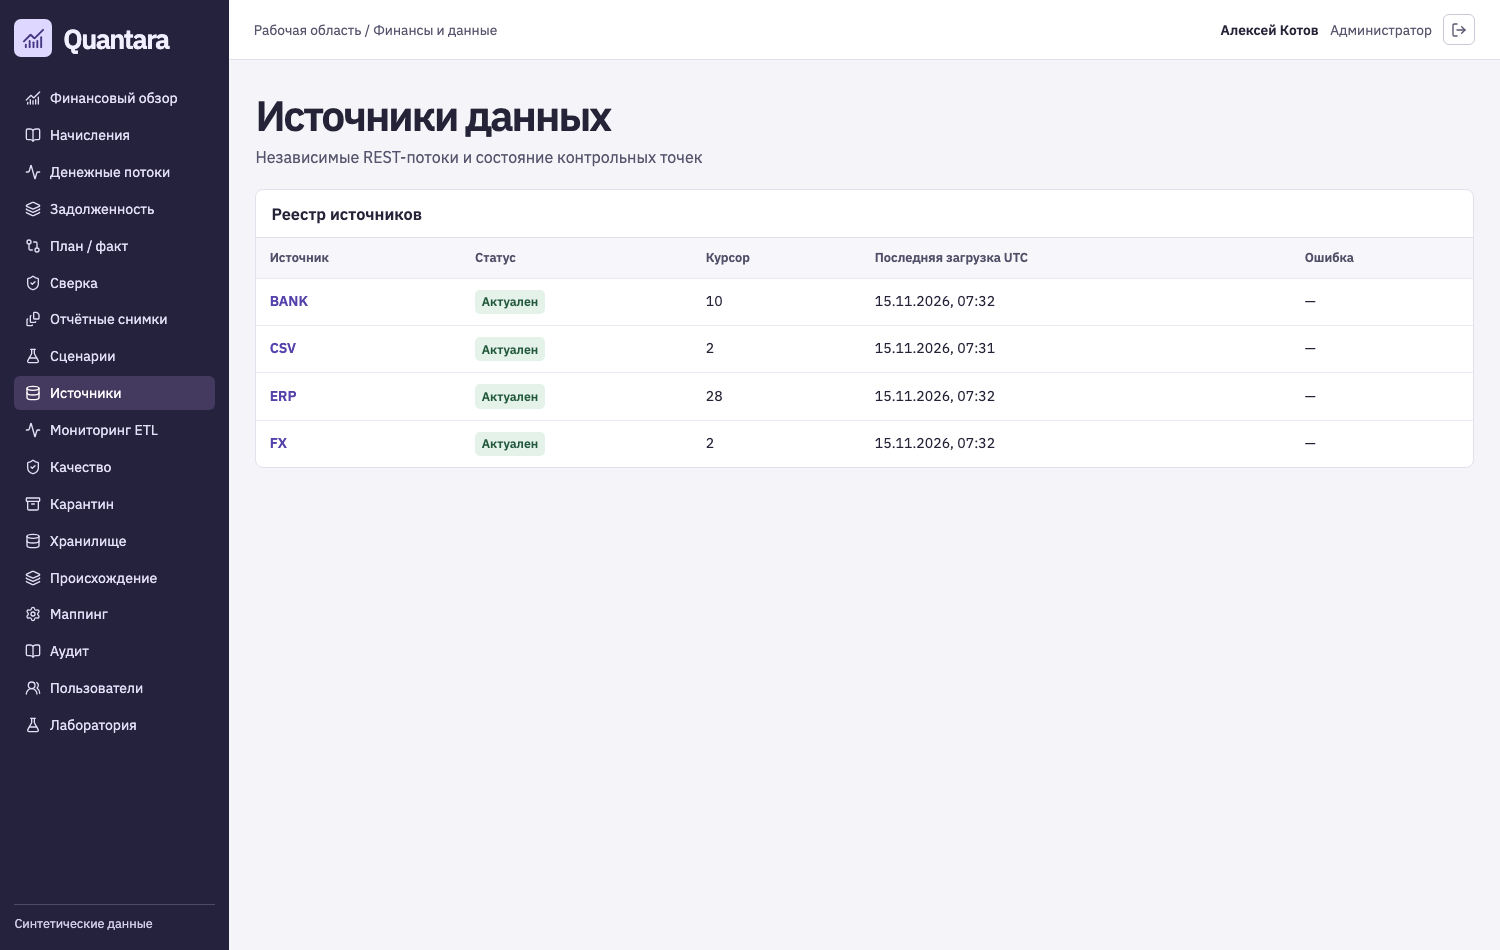 Quantara
Финансовый обзор
Начисления
Денежные потоки
Задолженность
План / факт
Сверка
Отчётные снимки
Сценарии
Источники
Мониторинг ETL
Качество
Карантин
Хранилище
Происхождение
Маппинг
Аудит
Пользователи
Лаборатория
Синтетические данные
Рабочая область / Финансы и данные
Алексей Котов Администратор
Источники данных
Независимые REST-потоки и состояние контрольных точек
Реестр источников
Источник Статус Курсор Последняя загрузка UTC Ошибка
BANK Актуален 10 15.11.2026, 07:32 —
CSV Актуален 2 15.11.2026, 07:31 —
ERP Актуален 28 15.11.2026, 07:32 —
FX Актуален 2 15.11.2026, 07:32 —